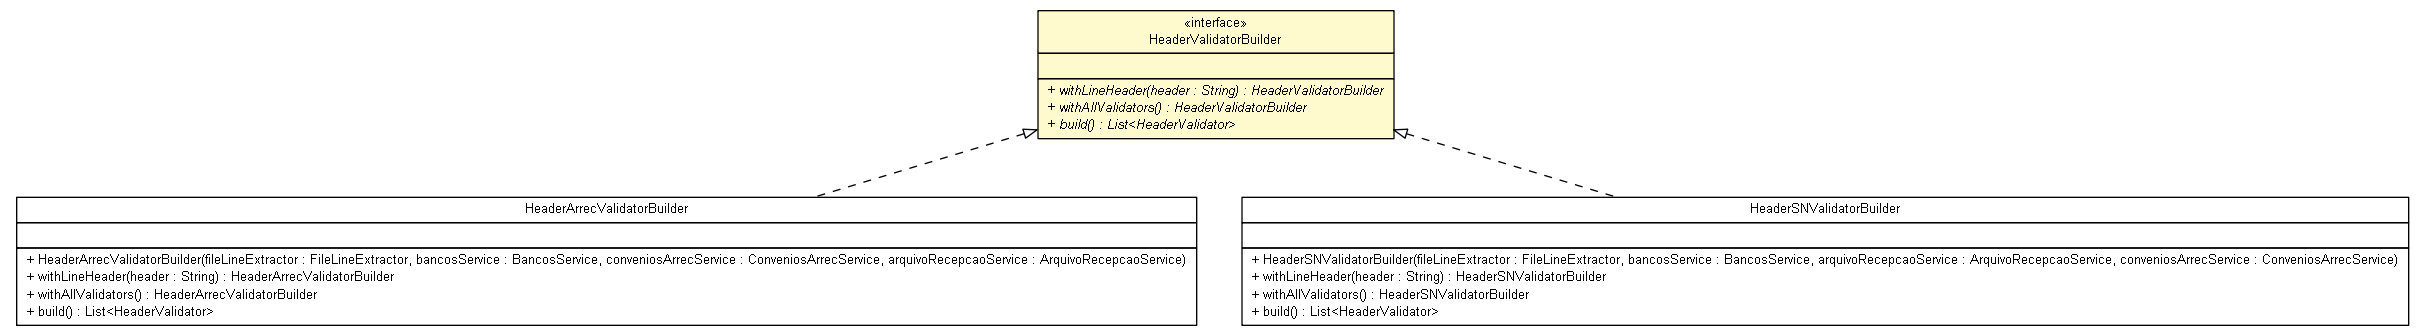 «interface»
HeaderValidatorBuilder
+ withLineHeader(header : String) : HeaderValidatorBuilder
+ withAllValidators() : HeaderValidatorBuilder
+ build() : List<HeaderValidator>
HeaderArrecValidatorBuilder
+ HeaderArrecValidatorBuilder(fileLineExtractor : FileLineExtractor, bancosService : BancosService, conveniosArrecService : ConveniosArrecService, arquivoRecepcaoService : ArquivoRecepcaoService)
+ withLineHeader(header : String) : HeaderArrecValidatorBuilder
+ withAllValidators() : HeaderArrecValidatorBuilder
+ build() : List<HeaderValidator>
HeaderSNValidatorBuilder
+ HeaderSNValidatorBuilder(fileLineExtractor : FileLineExtractor, bancosService : BancosService, arquivoRecepcaoService : ArquivoRecepcaoService, conveniosArrecService : ConveniosArrecService)
+ withLineHeader(header : String) : HeaderSNValidatorBuilder
+ withAllValidators() : HeaderSNValidatorBuilder
+ build() : List<HeaderValidator>